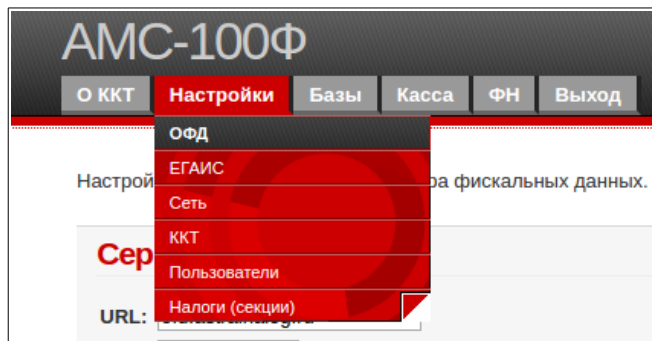 АМС-100Ф
О ККТ Настройки Базы Касса ФН Выход
ОФД
ЕГАИС
Настрой ра фискальных данных.
Сеть
ККТ
Сер
Пользователи
Налоги (секции)
URL: